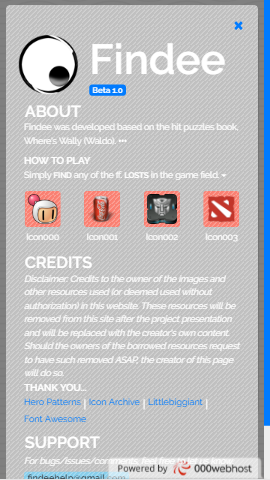 ×
Findee
Beta 1.0
ABOUT
Findee was developed based on the hit puzzles book,
Where's Wally (Waldo). •••
HOW TO PLAY
Simply FIND any of the ff. LOSTS in the game field.
Icon000 Icon001 Icon002 Icon003
CREDITS
Disclaimer: Credits to the owner of the images and
other resources used (or deemed used without
authorization) in this website. These resources will be
removed from this site after the project presentation
and will be replaced with the creator's own content.
Should the owners of the borrowed resources request
to have such removed ASAP, the creator of this page
will do so.
THANK YOU...
Hero Patterns | Icon Archive | Littlebiggiant |
Font Awesome
SUPPORT
For bugs/issues/comments,
findeehelp@gmail.com
Powered by 000webhost